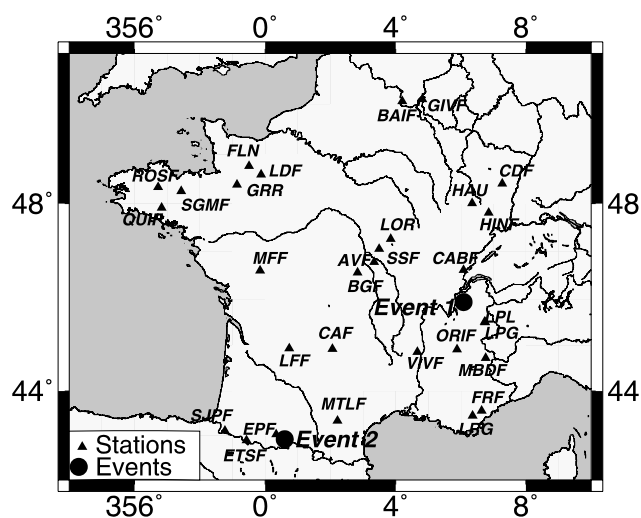 356° 0° 4° 8°
BAIF GIVF
FLN
ROSF LDF CDF
GRR HAU
SGMF
48° 48°
QUIF HINF
LOR
MFF AVF SSF CABF
BGF
Event 1
LPL
CAF ORIF LPG
LFF VIVF MBDF
44° 44°
MTLF FRF
SJPF LRG
EPF Event 2
ETSF
Stations
Events
356° 0° 4° 8°